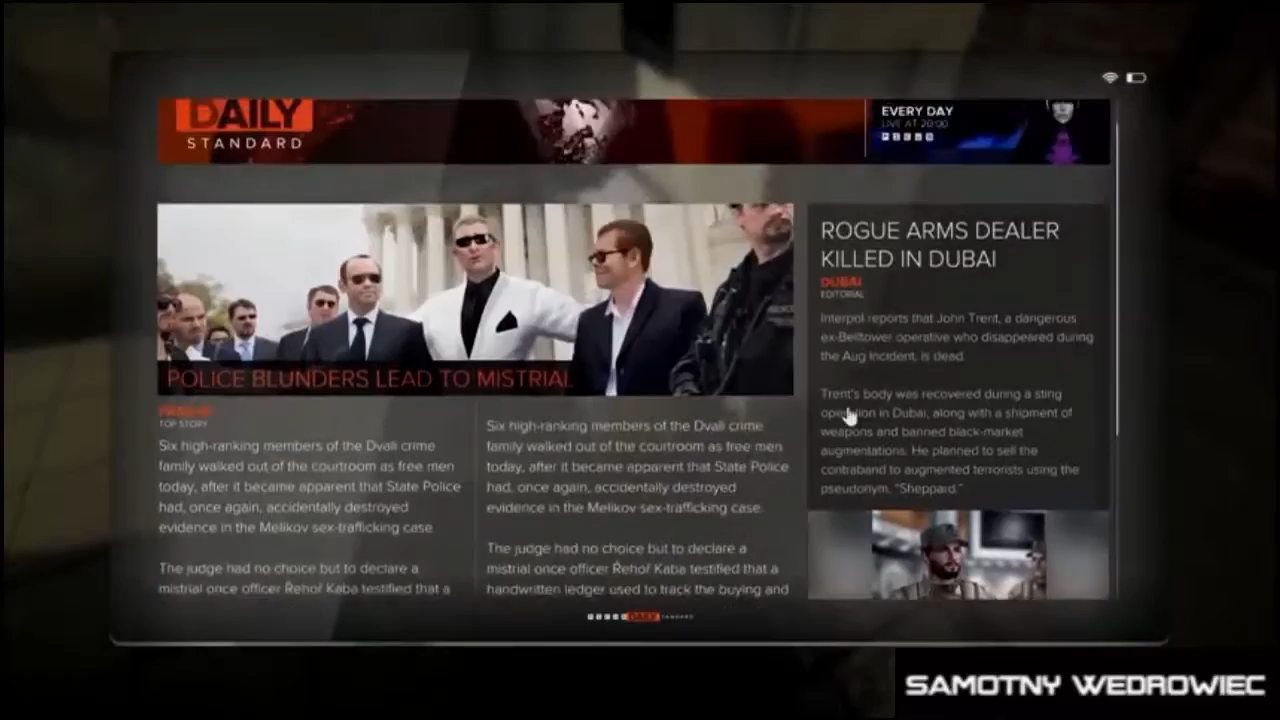 DAILY
STANDARD
EVERY DAY
LIVE AT 20:00
PICUS
POLICE BLUNDERS LEAD TO MISTRIAL
PRAGUE
TOP STORY
Six high-ranking members of the Dvali crime
family walked out of the courtroom as free men
today, after it became apparent that State Police
had, once again, accidentally destroyed
evidence in the Melikov sex-trafficking case.
The judge had no choice but to declare a
mistrial once officer Řehoř Kaba testified that a
Six high-ranking members of the Dvali crime
family walked out of the courtroom as free men
today, after it became apparent that State Police
had, once again, accidentally destroyed
evidence in the Melikov sex-trafficking case.
The judge had no choice but to declare a
mistrial once officer Řehoř Kaba testified that a
handwritten ledger used to track the buying and
ROGUE ARMS DEALER
KILLED IN DUBAI
DUBAI
EDITORIAL
Interpol reports that John Trent, a dangerous
ex-Belltower operative who disappeared during
the Aug Incident, is dead.
Trent's body was recovered during a sting
operation in Dubai, along with a shipment of
weapons and banned black-market
augmentations. He planned to sell the
contraband to augmented terrorists using the
pseudonym, "Sheppard."
PICUS DAILY STANDARD
SAMOTNY WEDROWIEC